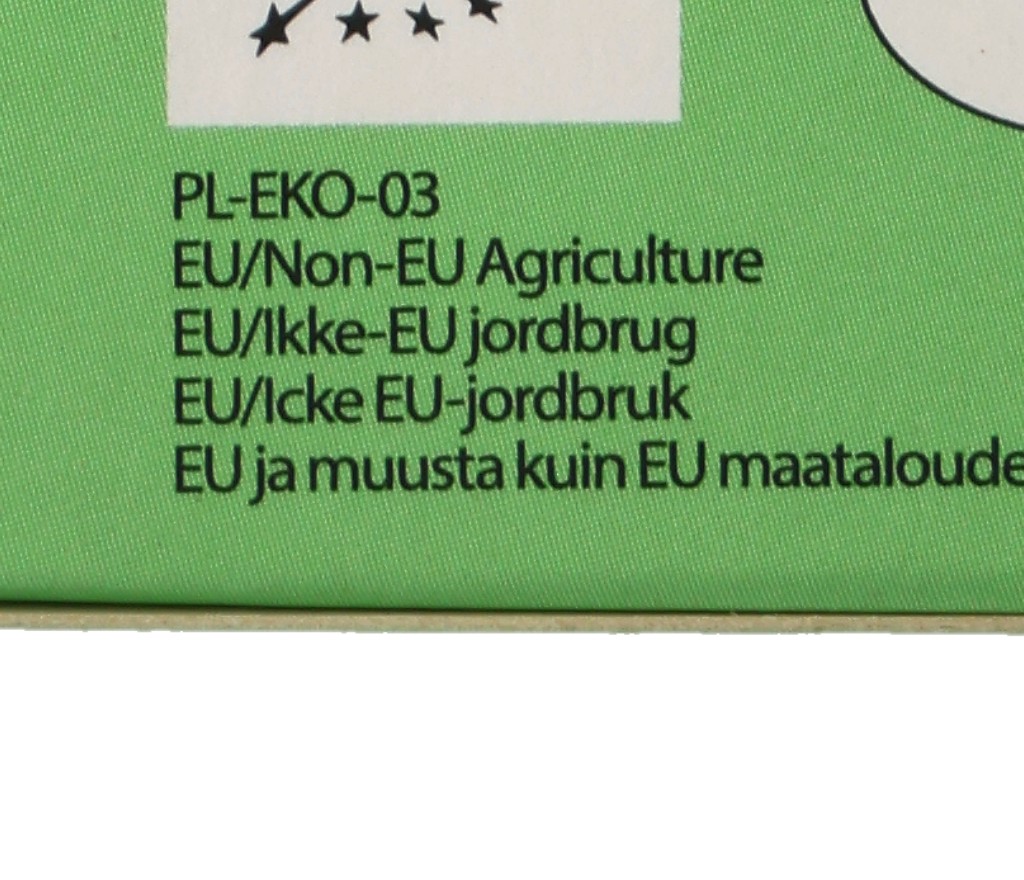 PL-EKO-03
EU/Non-EU Agriculture
EU/Ikke-EU jordbrug
EU/Icke EU-jordbruk
EU ja muusta kuin EU maataloude